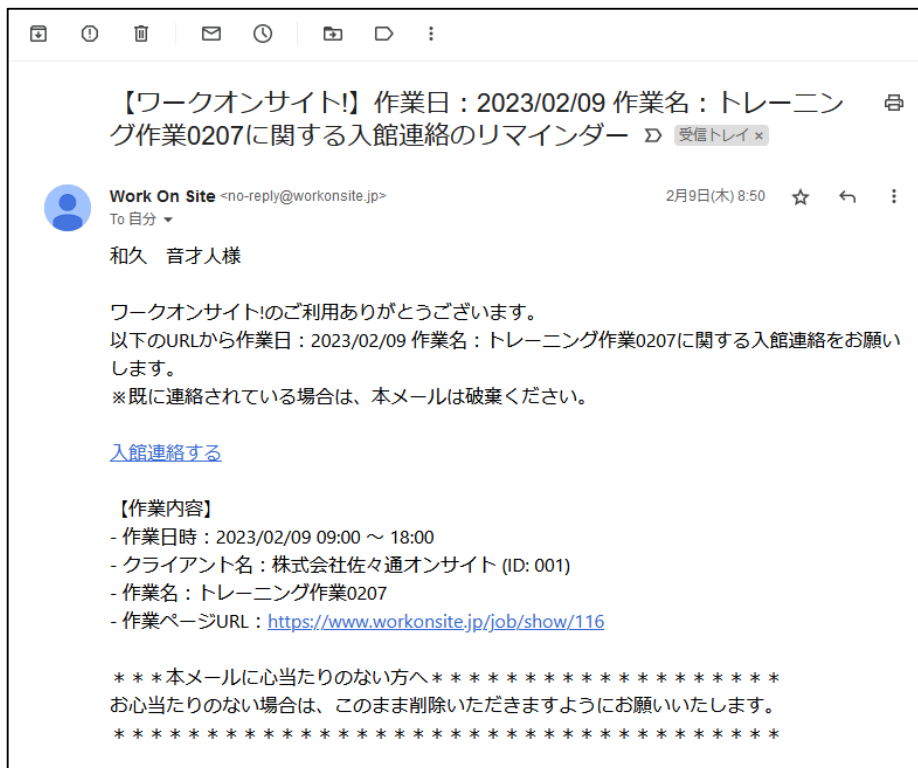 【ワークオンサイト!】作業日：2023/02/09 作業名：トレーニン
グ作業0207に関する入館連絡のリマインダー 受信トレイ ×
Work On Site <no-reply@workonsite.jp> 2月9日(木) 8:50
To 自分
和久　音才人様
ワークオンサイト!のご利用ありがとうございます。
以下のURLから作業日：2023/02/09 作業名：トレーニング作業0207に関する入館連絡をお願い
します。
※既に連絡されている場合は、本メールは破棄ください。
入館連絡する
【作業内容】
- 作業日時：2023/02/09 09:00 ～ 18:00
- クライアント名：株式会社佐々通オンサイト (ID: 001)
- 作業名：トレーニング作業0207
- 作業ページURL：https://www.workonsite.jp/job/show/116
＊＊＊本メールに心当たりのない方へ＊＊＊＊＊＊＊＊＊＊＊＊＊＊＊＊＊＊＊
お心当たりのない場合は、このまま削除いただきますようにお願いいたします。
＊＊＊＊＊＊＊＊＊＊＊＊＊＊＊＊＊＊＊＊＊＊＊＊＊＊＊＊＊＊＊＊＊＊＊＊